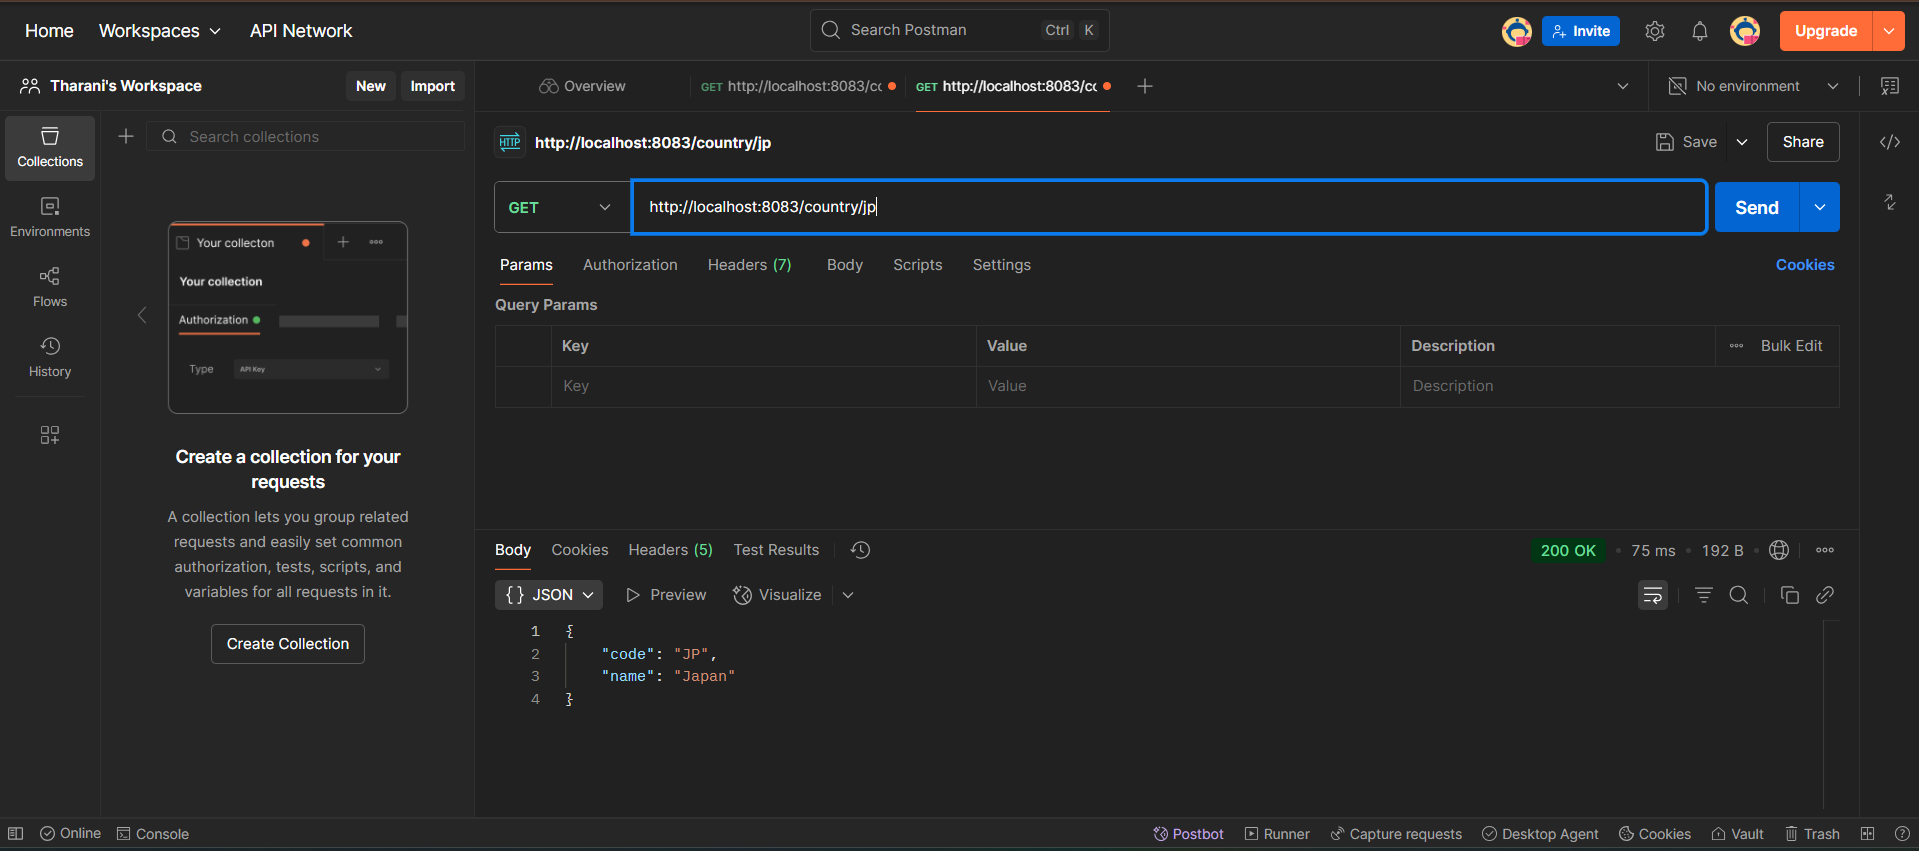 Home Workspaces API Network Search Postman Ctrl K Invite Upgrade
Tharani's Workspace New Import Overview GET http://localhost:8083/cc GET http://localhost:8083/cc No environment
Collections
Environments
Flows
History
Search collections
Your collecton
Your collection
Authorization
Type API Key
Create a collection for your
requests
A collection lets you group related
requests and easily set common
authorization, tests, scripts, and
variables for all requests in it.
Create Collection
HTTP http://localhost:8083/country/jp Save Share
GET http://localhost:8083/country/jp Send
Params Authorization Headers (7) Body Scripts Settings Cookies
Query Params
Key Value Description Bulk Edit
Key Value Description
Body Cookies Headers (5) Test Results 200 OK 75 ms 192 B
{} JSON Preview Visualize
1 {
2 "code": "JP",
3 "name": "Japan"
4 }
Online Console Postbot Runner Capture requests Desktop Agent Cookies Vault Trash